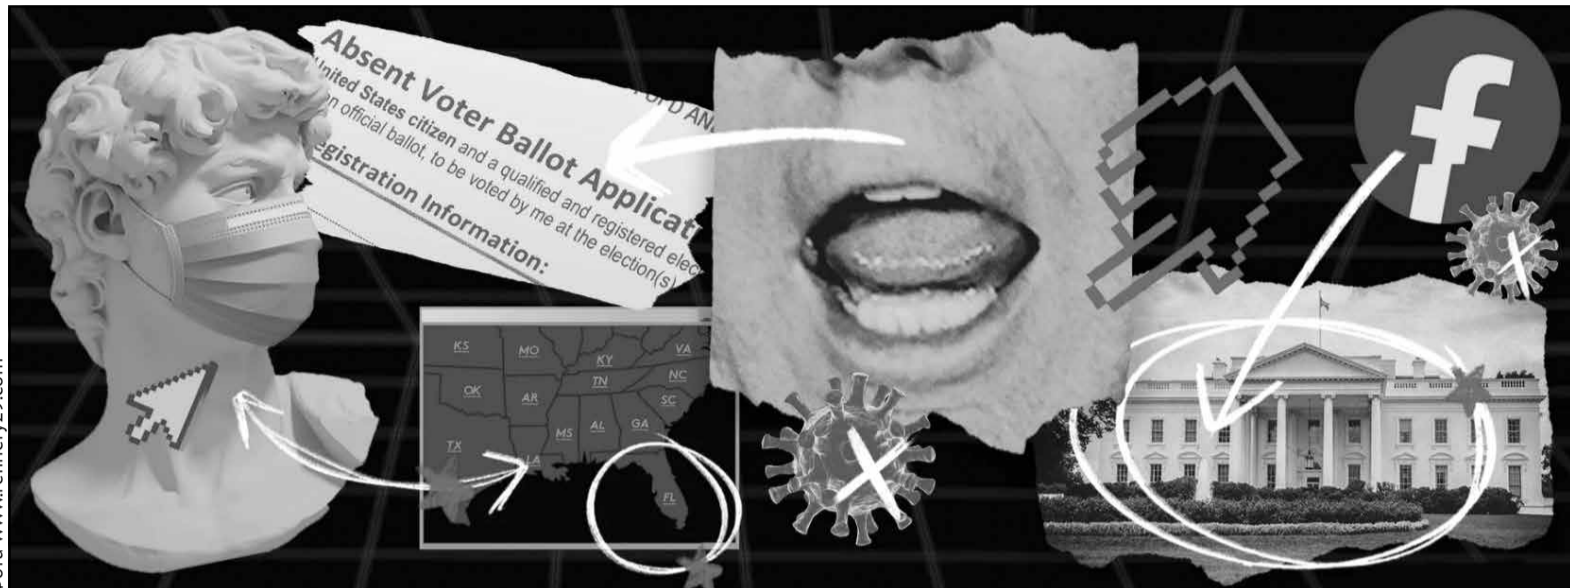 Absent Voter Ballot Applicat
United States citizen and a qualified and registered elec
n official ballot, to be voted by me at the election(s)
egistration Information:
KS
MO
KY
VA
OK
AR
TN
NC
SC
TX
LA
MS
AL
GA
FL
f